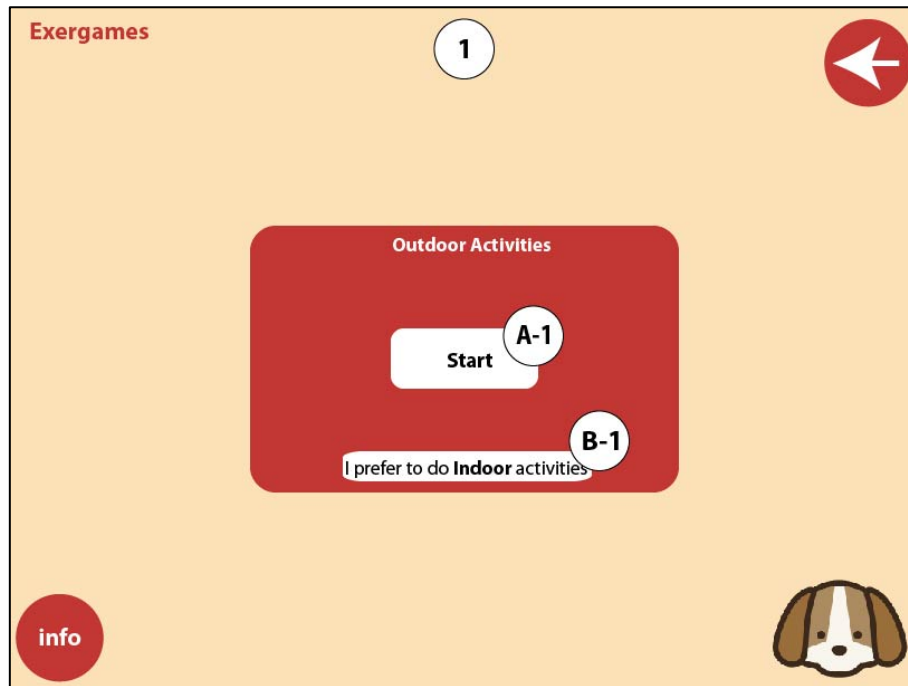 Exergames
1
Outdoor Activities
A-1
Start
B-1
I prefer to do Indoor activities
info